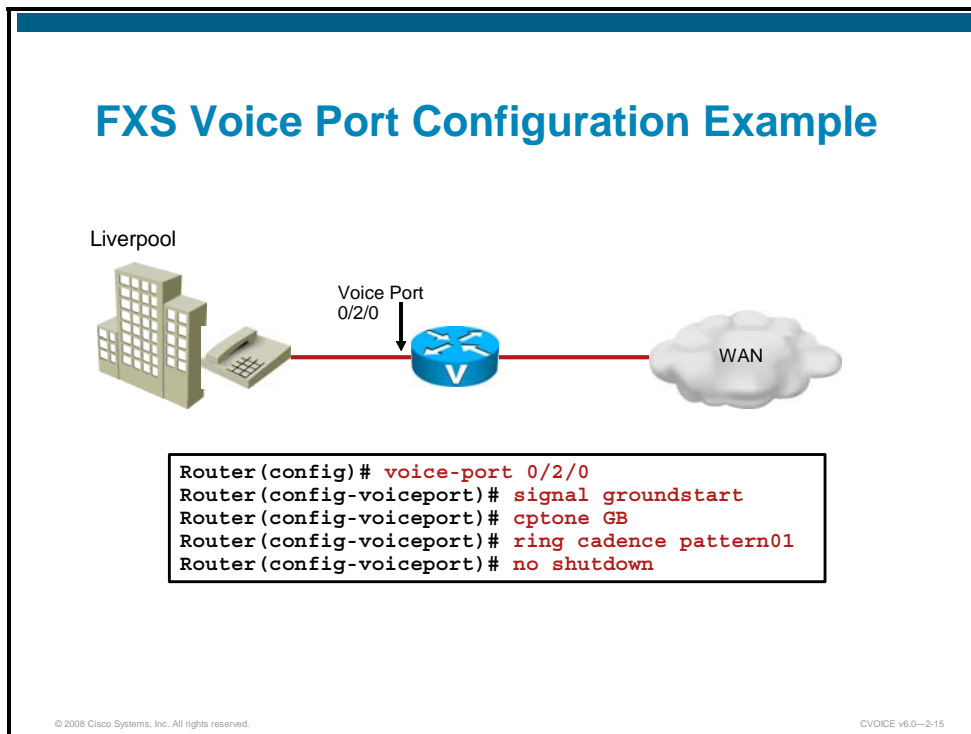 FXS Voice Port Configuration Example
Liverpool
Voice Port
0/2/0
V
WAN
Router(config)# voice-port 0/2/0
Router(config-voiceport)# signal groundstart
Router(config-voiceport)# cptone GB
Router(config-voiceport)# ring cadence pattern01
Router(config-voiceport)# no shutdown
© 2008 Cisco Systems, Inc. All rights reserved.
CVOICE v6.0—2-15